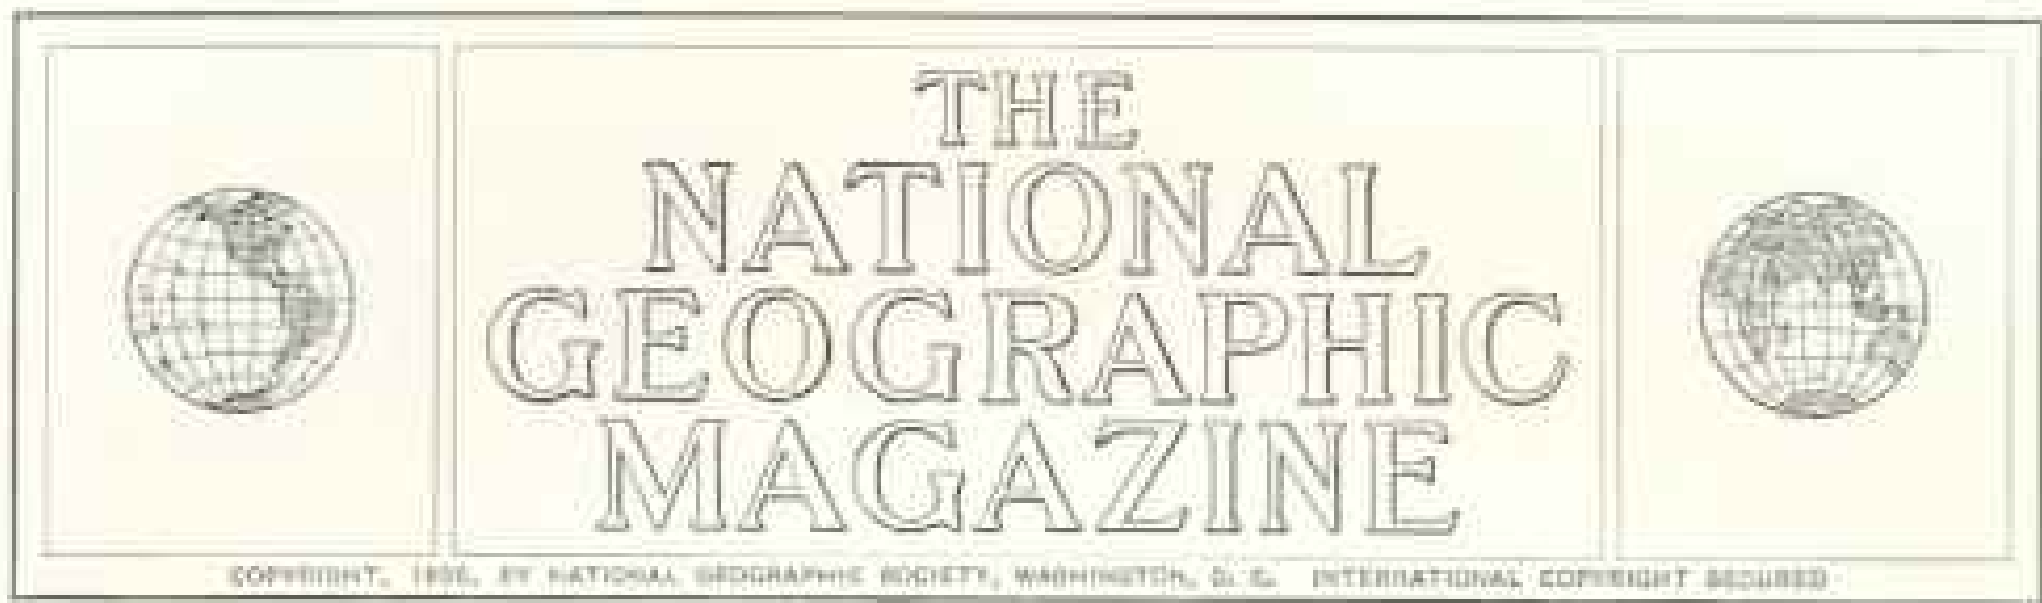 THE
NATIONAL
GEOGRAPHIC
MAGAZINE
COPYRIGHT, BY NATIONAL GEOGRAPHIC SOCIETY, WASHINGTON, D. C. INTERNATIONAL COPYRIGHT SECURED